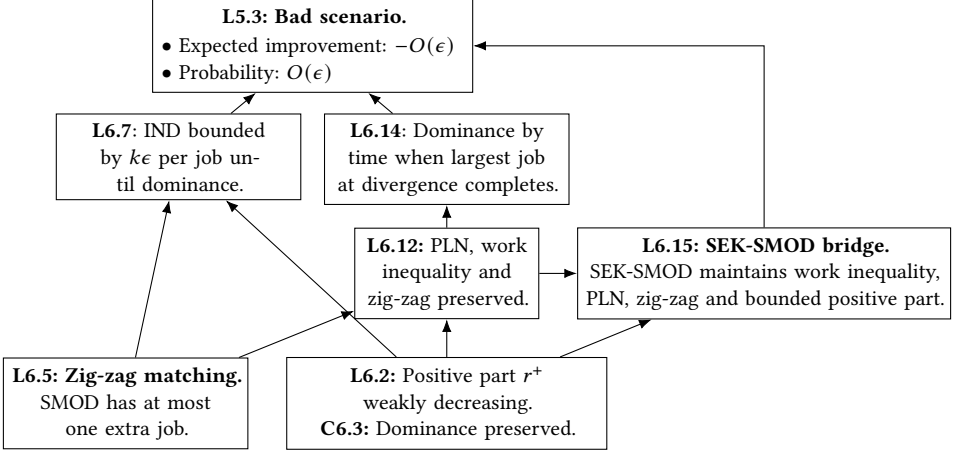 L5.3: Bad scenario.
• Expected improvement: −O(ϵ)
• Probability: O(ϵ)
L6.7: IND bounded
by kϵ per job un-
til dominance.
L6.14: Dominance by
time when largest job
at divergence completes.
L6.12: PLN, work
inequality and
zig-zag preserved.
L6.15: SEK-SMOD bridge.
SEK-SMOD maintains work inequality,
PLN, zig-zag and bounded positive part.
L6.5: Zig-zag matching.
SMOD has at most
one extra job.
L6.2: Positive part r⁺
weakly decreasing.
C6.3: Dominance preserved.